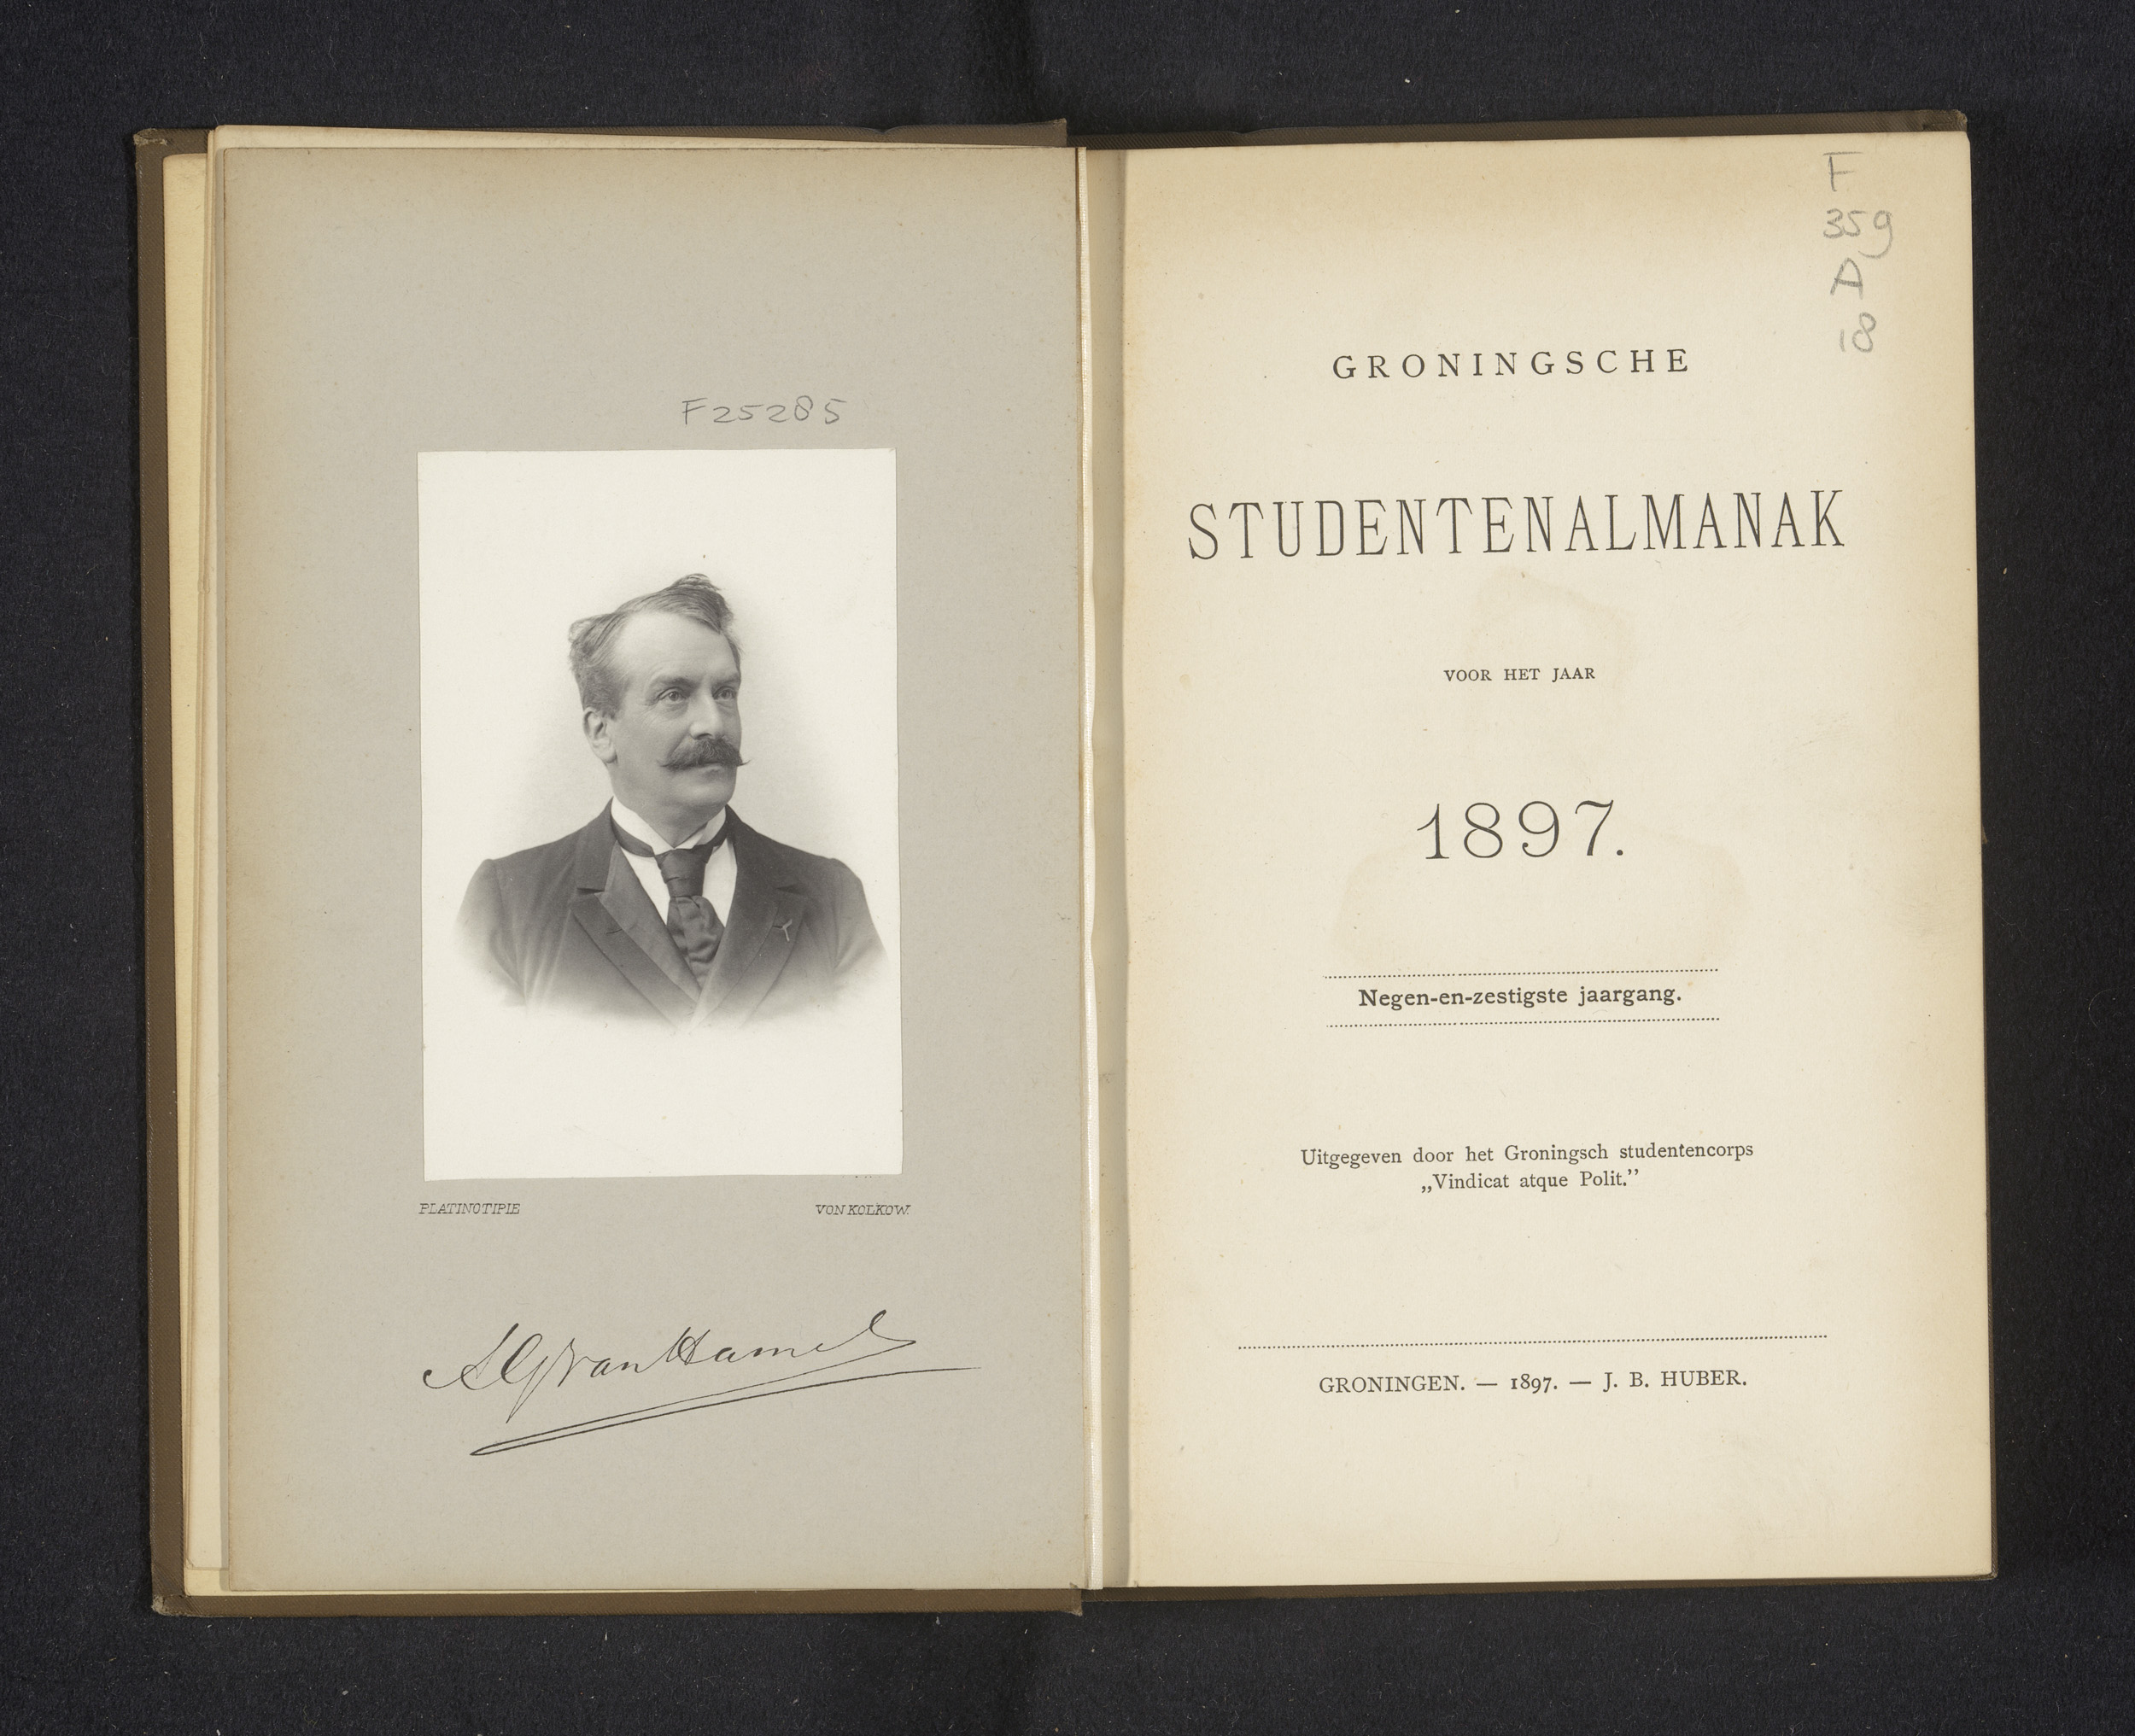 F25285
PLATINOTIPIE
VON KOLKOW.
AGvanHamel
F
359
A
18
GRONINGSCHE
STUDENTENALMANAK
VOOR HET JAAR
1897.
Negen-en-zestigste jaargang.
Uitgegeven door het Groningsch studentencorps
„Vindicat atque Polit.”
GRONINGEN. — 1897. — J. B. HUBER.